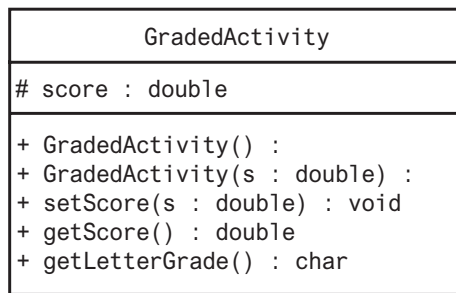 GradedActivity
# score : double
+ GradedActivity() :
+ GradedActivity(s : double) :
+ setScore(s : double) : void
+ getScore() : double
+ getLetterGrade() : char